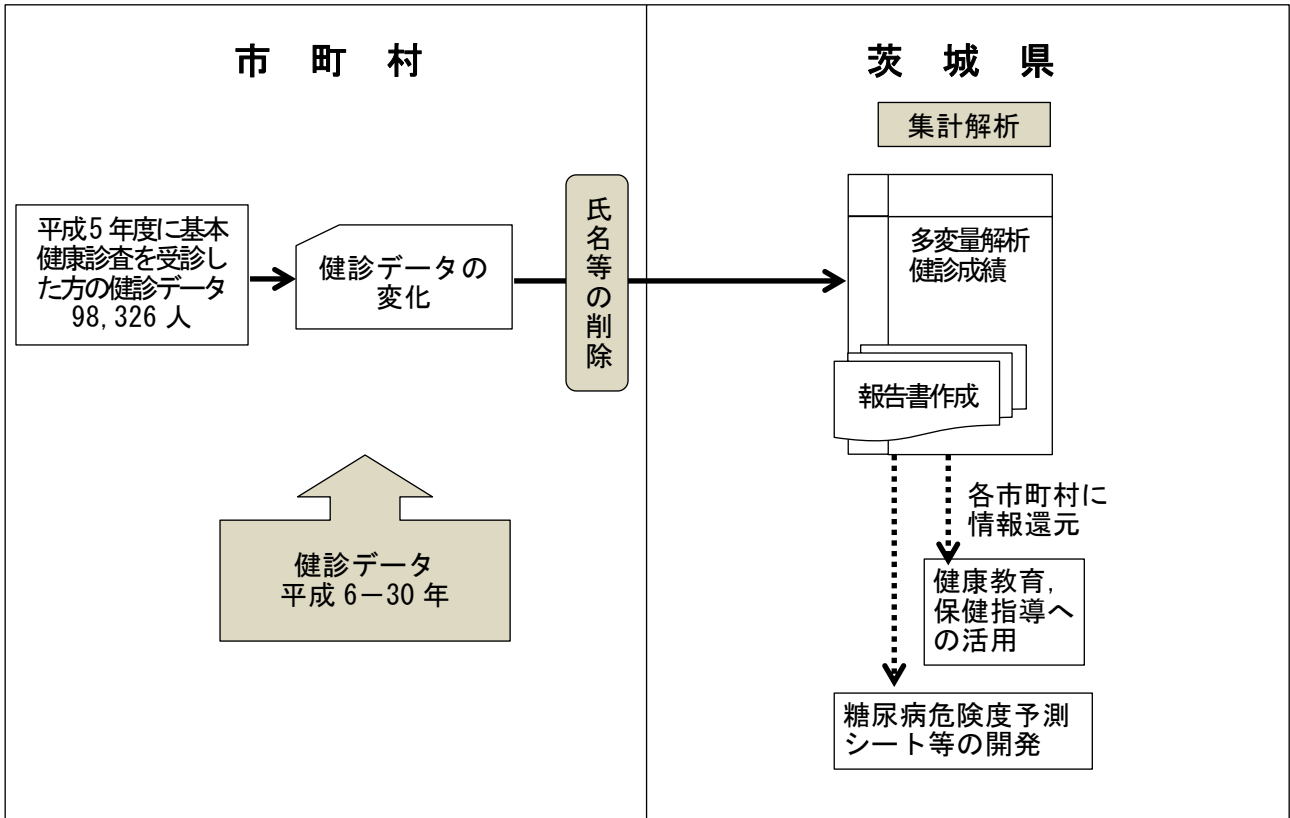 市 町 村
平成5年度に基本
健康診査を受診し
た方の健診データ
98,326 人
健診データの
変化
氏名等の削除
健診データ
平成 6－30 年
茨 城 県
集計解析
多変量解析
健診成績
報告書作成
各市町村に
情報還元
健康教育,
保健指導へ
の活用
糖尿病危険度予測
シート等の開発